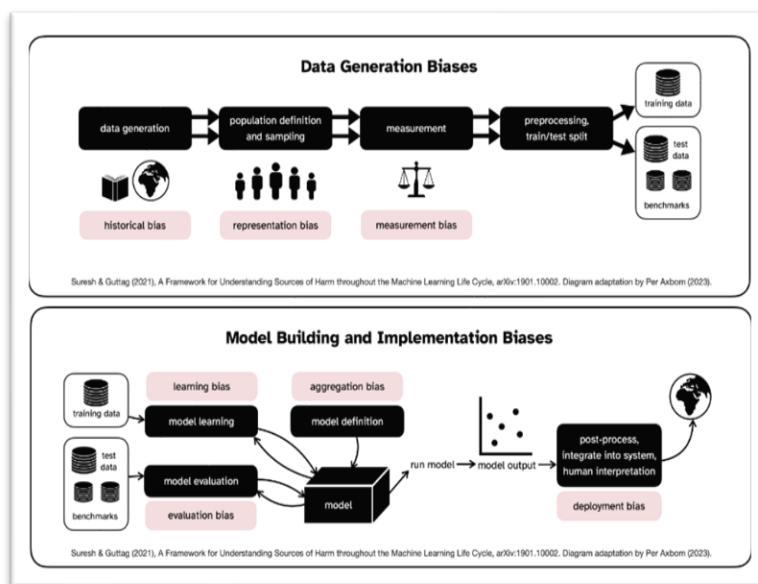 Data Generation Biases
data generation
population definition
and sampling
measurement
preprocessing,
train/test split
training data
test
data
benchmarks
historical bias
representation bias
measurement bias
Suresh & Guttag (2021), A Framework for Understanding Sources of Harm throughout the Machine Learning Life Cycle, arXiv:1901.10002. Diagram adaptation by Per Axbom (2023).
Model Building and Implementation Biases
training data
test
data
benchmarks
learning bias
model learning
model evaluation
evaluation bias
aggregation bias
model definition
model
run model
model output
post-process,
integrate into system,
human interpretation
deployment bias
Suresh & Guttag (2021), A Framework for Understanding Sources of Harm throughout the Machine Learning Life Cycle, arXiv:1901.10002. Diagram adaptation by Per Axbom (2023).